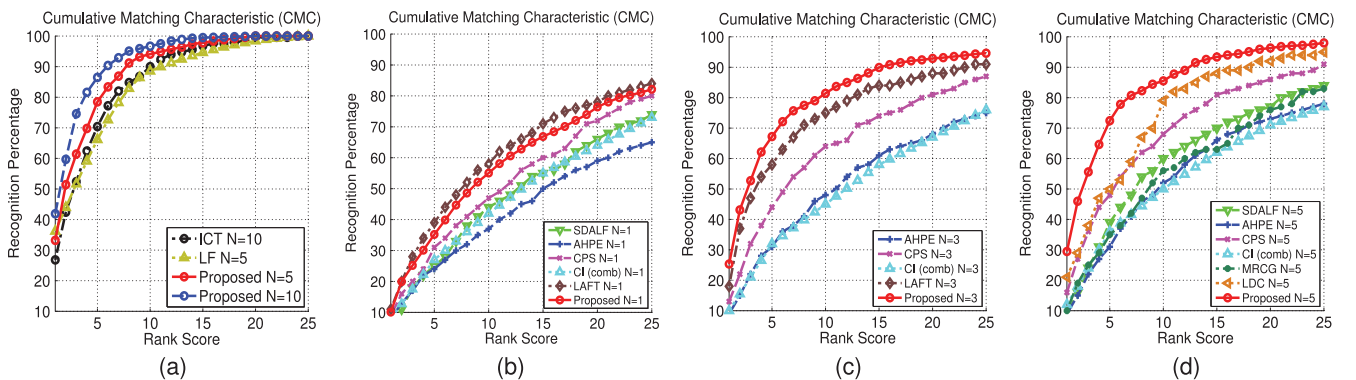 Cumulative Matching Characteristic (CMC)
Recognition Percentage
100
90
80
70
60
50
40
30
20
10
5 10 15 20 25
Rank Score
ICT N=10
LF N=5
Proposed N=5
Proposed N=10
(a)
Cumulative Matching Characteristic (CMC)
Recognition Percentage
100
90
80
70
60
50
40
30
20
10
5 10 15 20 25
Rank Score
SDALF N=1
AHPE N=1
CPS N=1
CI (comb) N=1
LAFT N=1
Proposed N=1
(b)
Cumulative Matching Characteristic (CMC)
Recognition Percentage
100
90
80
70
60
50
40
30
20
10
5 10 15 20 25
Rank Score
AHPE N=3
CPS N=3
CI (comb) N=3
LAFT N=3
Proposed N=3
(c)
Cumulative Matching Characteristic (CMC)
Recognition Percentage
100
90
80
70
60
50
40
30
20
10
5 10 15 20 25
Rank Score
SDALF N=5
AHPE N=5
CPS N=5
CI (comb) N=5
MRCG N=5
LDC N=5
Proposed N=5
(d)